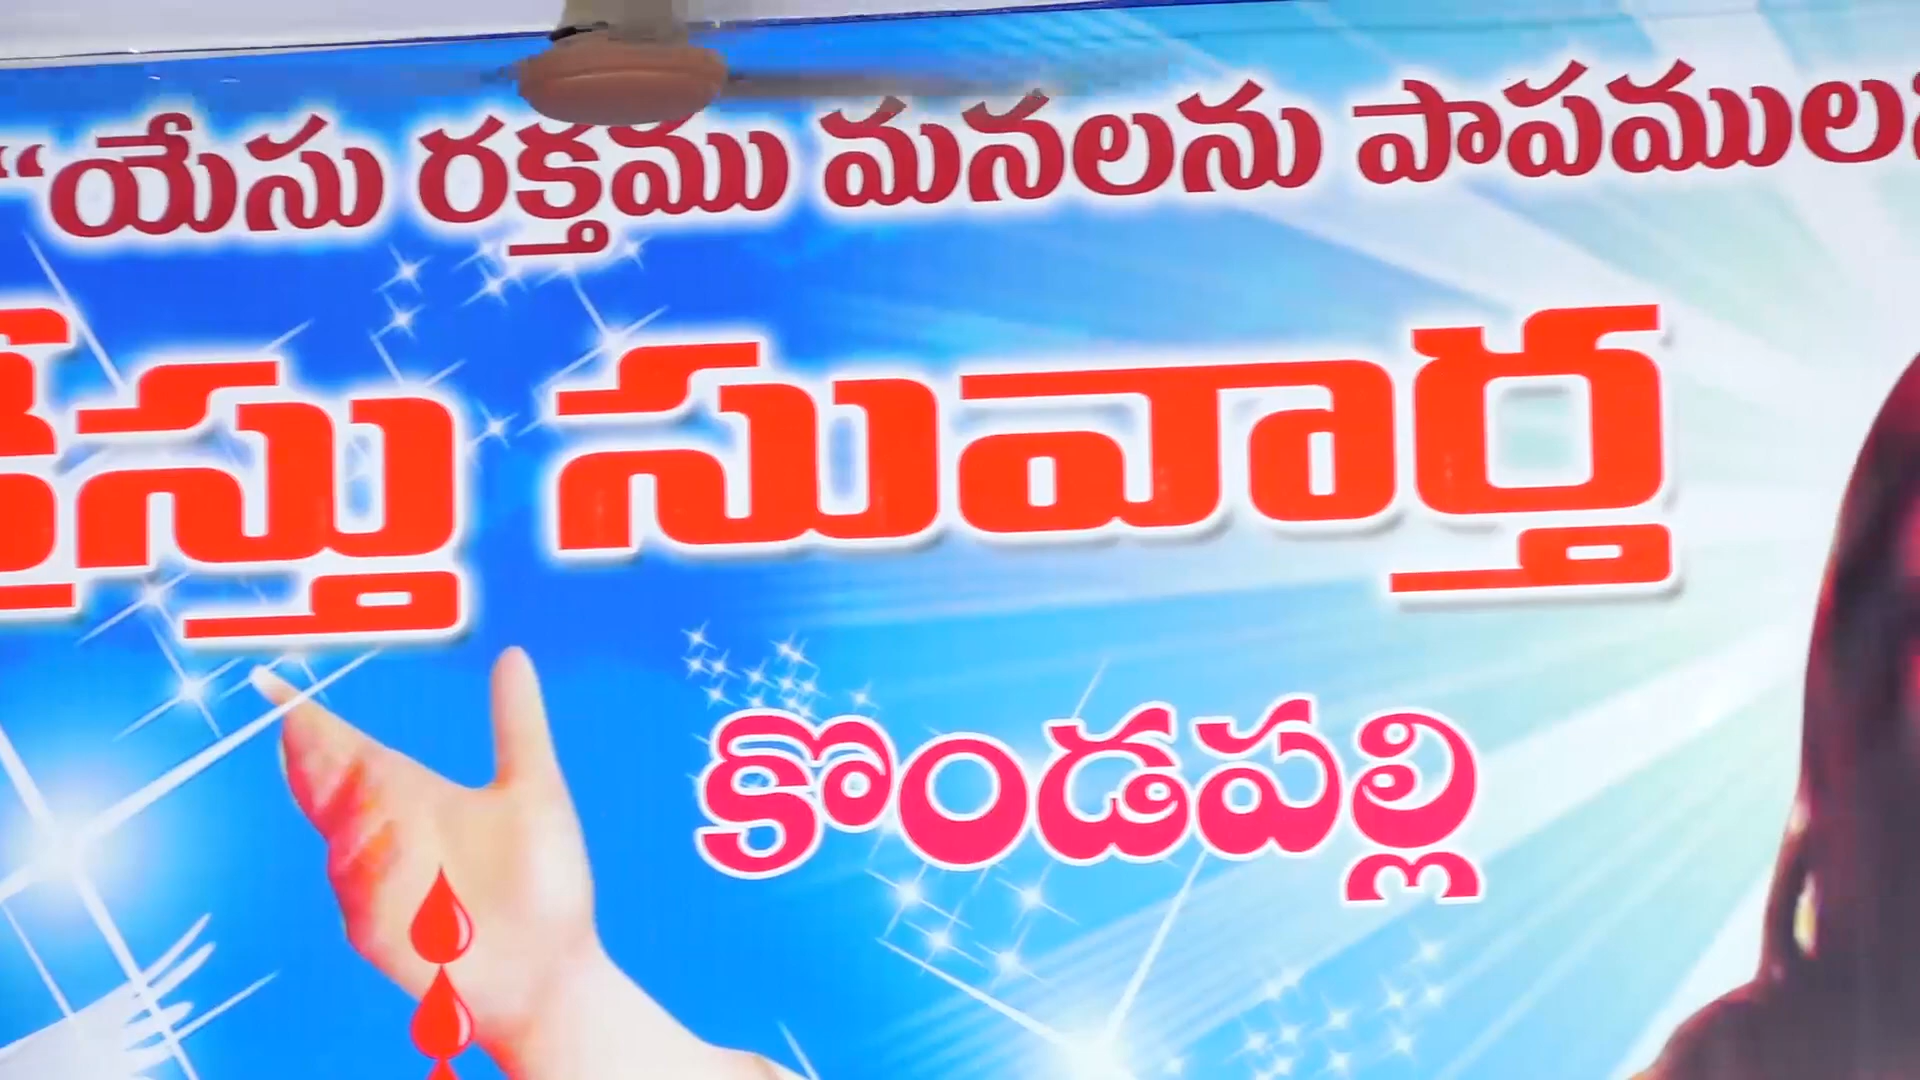 “యేసు రక్తము మనలను పాపముల
సువార్త
కొండపల్లి